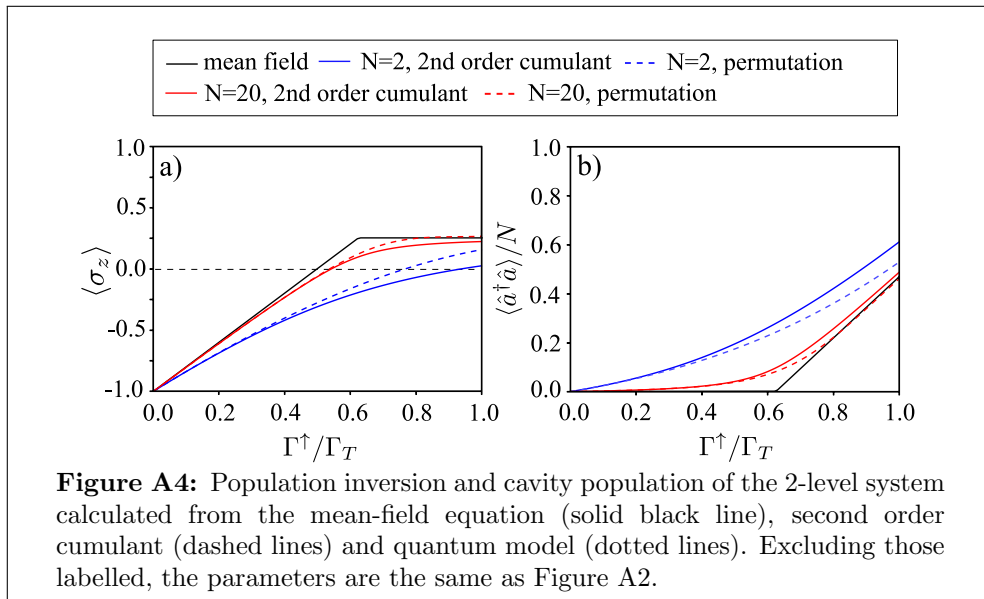 mean field N=2, 2nd order cumulant N=2, permutation
N=20, 2nd order cumulant N=20, permutation
a)
1.0
0.5
0.0
-0.5
-1.0
⟨σ_z⟩
0.0 0.2 0.4 0.6 0.8 1.0
Γ↑/Γ_T
b)
1.0
0.8
0.6
0.4
0.2
0.0
⟨â†â⟩/N
0.0 0.2 0.4 0.6 0.8 1.0
Γ↑/Γ_T
Figure A4: Population inversion and cavity population of the 2-level system
calculated from the mean-field equation (solid black line), second order
cumulant (dashed lines) and quantum model (dotted lines). Excluding those
labelled, the parameters are the same as Figure A2.